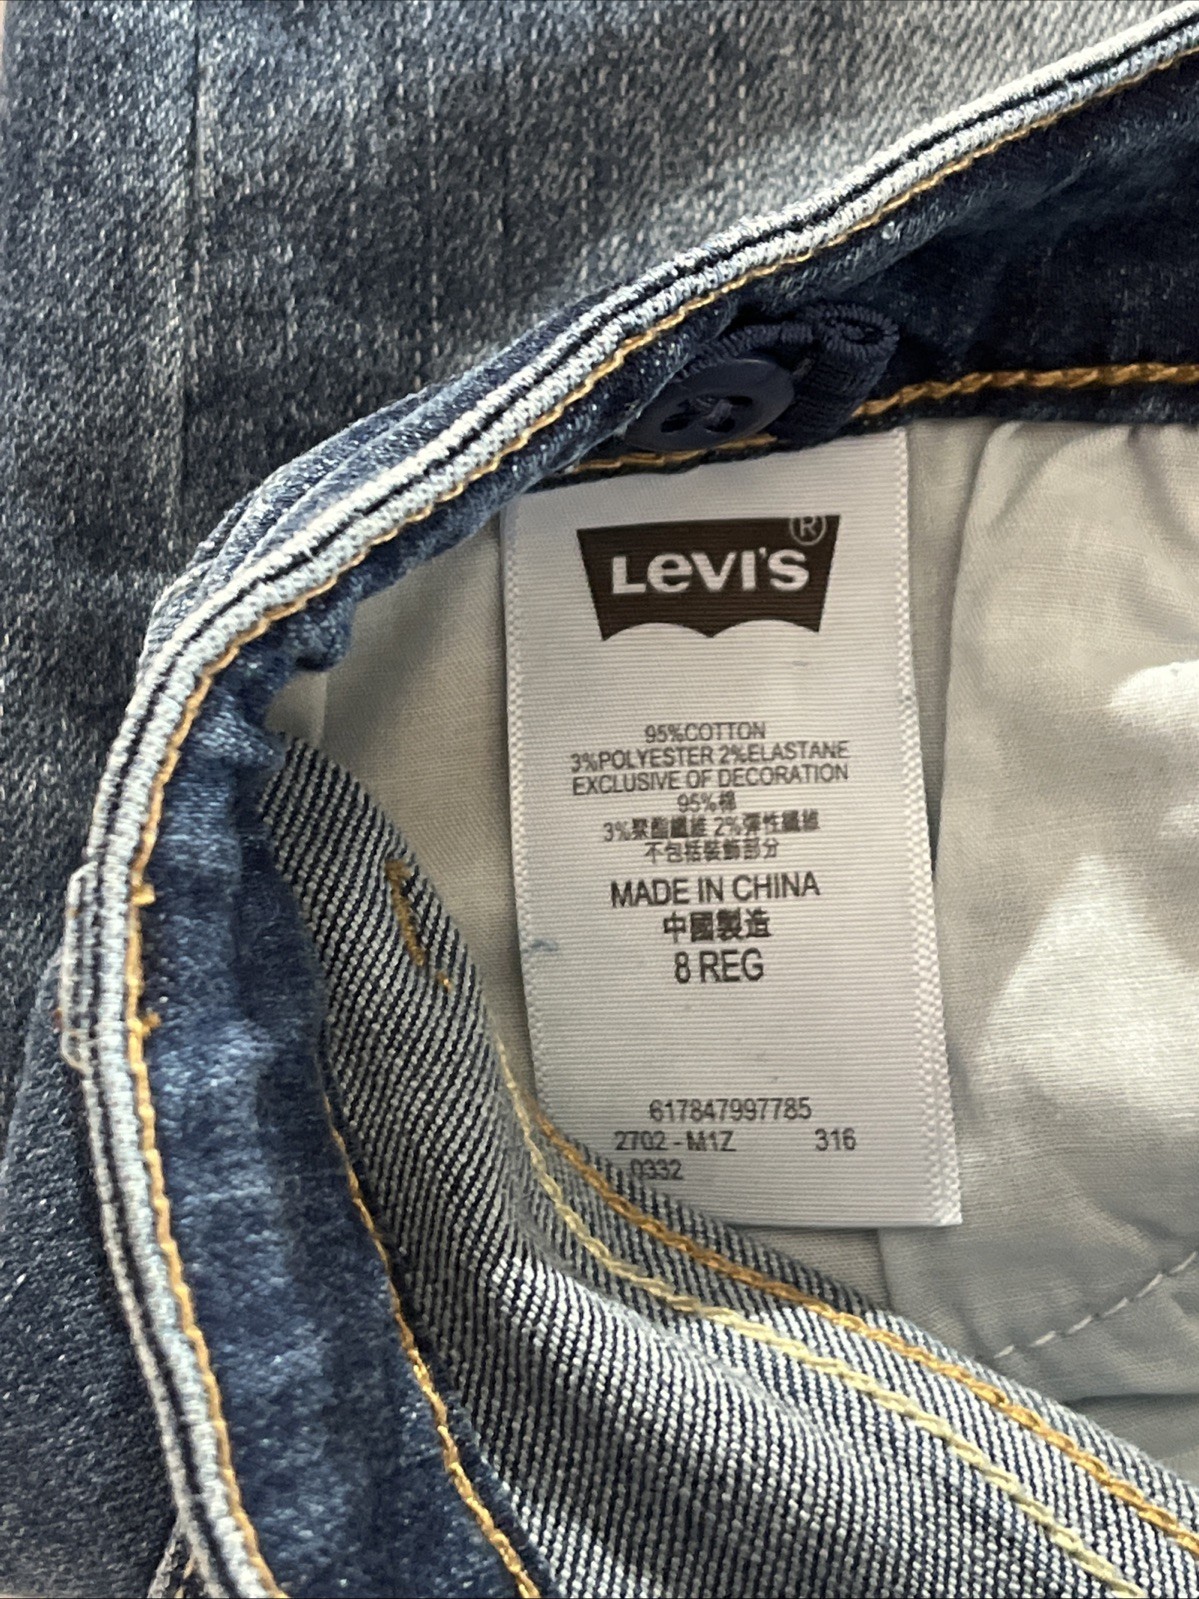 LEVI'S®
95%COTTON
3%POLYESTER 2%ELASTANE
EXCLUSIVE OF DECORATION
95%棉
3%聚酯纖維 2%彈性纖維
不包括裝飾部分
MADE IN CHINA
中國製造
8 REG
617847997785
2702 - M1Z 316
0332